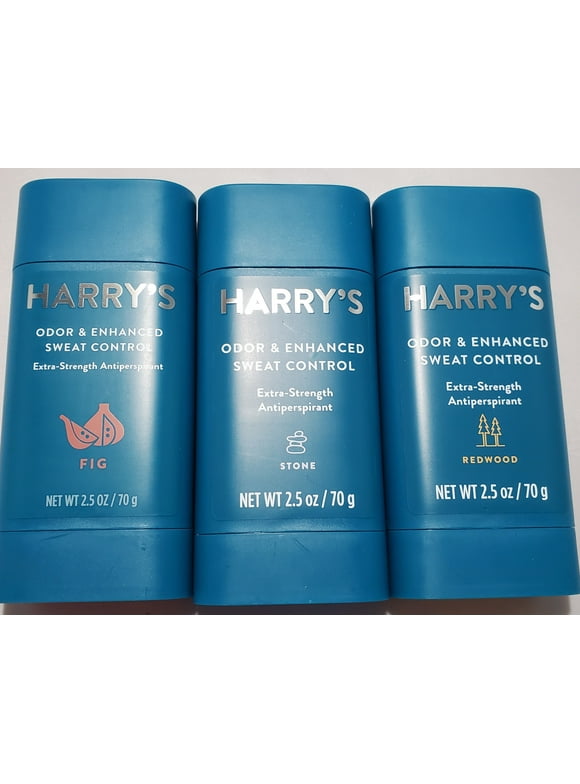 HARRY'S
ODOR & ENHANCED
SWEAT CONTROL
Extra-Strength Antiperspirant
FIG
NET WT 2.5 oz / 70 g
HARRY'S
ODOR & ENHANCED
SWEAT CONTROL
Extra-Strength
Antiperspirant
STONE
NET WT 2.5 oz / 70 g
HARRY'S
ODOR & ENHANCED
SWEAT CONTROL
Extra-Strength
Antiperspirant
REDWOOD
NET WT 2.5 oz / 70 g